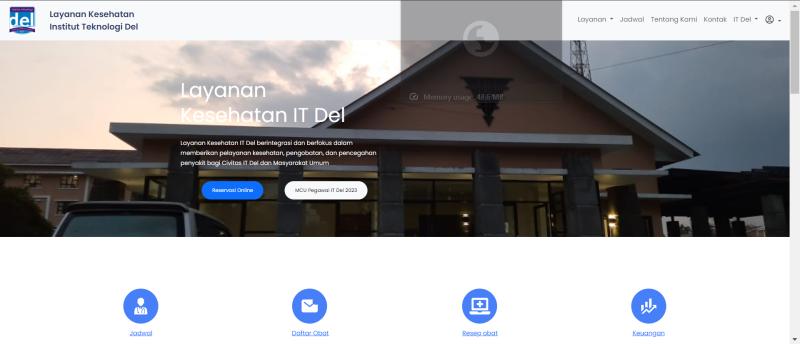 del
Layanan Kesehatan
Institut Teknologi Del
Layanan
Jadwal
Tentang Kami
Kontak
IT Del
Memory usage: 48.6 MB
Layanan
Kesehatan IT Del
Layanan Kesehatan IT Del berintegrasi dan berfokus dalam
memberikan pelayanan kesehatan, pengobatan, dan pencegahan
penyakit bagi Civitas IT Del dan Masyarakat Umum
Reservasi Online
MCU Pegawai IT Del 2023
Jadwal
Daftar Obat
Resep obat
Keuangan